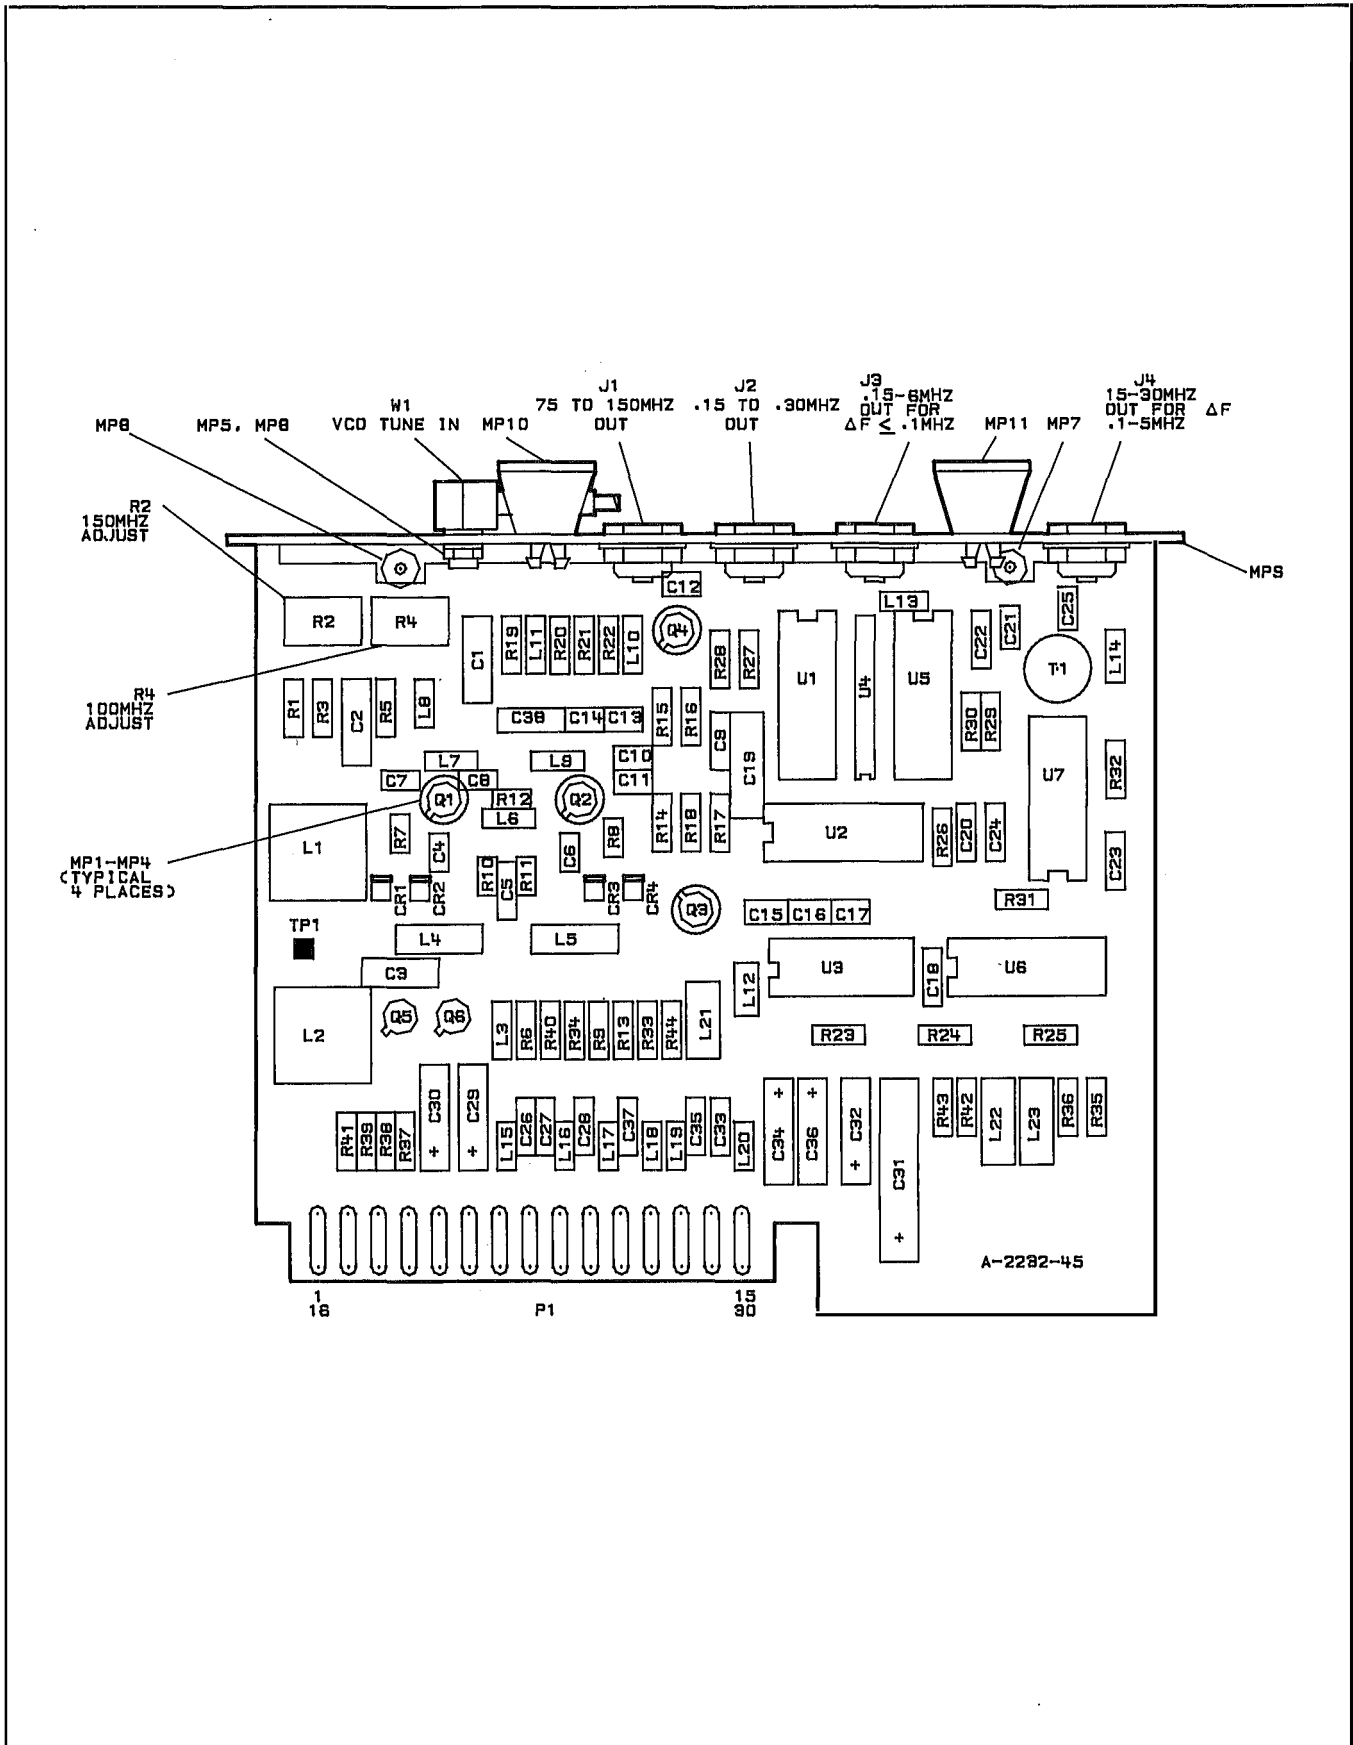 J1
75 TO 150MHZ
OUT
J2
.15 TO .30MHZ
OUT
J3
.15-6MHZ
OUT FOR
ΔF ≤ .1MHZ
J4
15-30MHZ
OUT FOR ΔF
.1-5MHZ
W1
VCO TUNE IN
MP6
MP5, MP8
MP10
MP11
MP7
R2
150MHZ
ADJUST
MP9
C12
L13
C25
R2
R4
C1
R19
L11
R20
R21
R22
L10
Q4
R28
R27
U1
U4
U5
C22
C21
T1
L14
R4
100MHZ
ADJUST
R1
R3
C2
R5
L8
C38
C14
C13
R15
R16
C9
C19
R30
R29
U7
R32
L7
C7
C8
L9
C10
C11
Q1
R12
L6
Q2
R14
R18
R17
U2
R26
C20
C24
C23
MP1-MP4
(TYPICAL
4 PLACES)
L1
R7
C4
R10
C5
R11
C6
R8
CR1
CR2
CR3
CR4
Q3
R31
C15
C16
C17
TP1
L4
L5
C3
L12
U3
C18
U6
L2
Q5
Q6
L3
R6
R40
R34
R9
R13
R33
R44
L21
R23
R24
R25
R41
R39
R38
R37
C30
+
C29
+
L15
C26
C27
L16
C28
L17
C37
L18
L19
C35
C33
L20
+
C34
+
C36
C32
+
C31
+
R43
R42
L22
L23
R36
R35
A-2282-45
1
16
P1
15
30